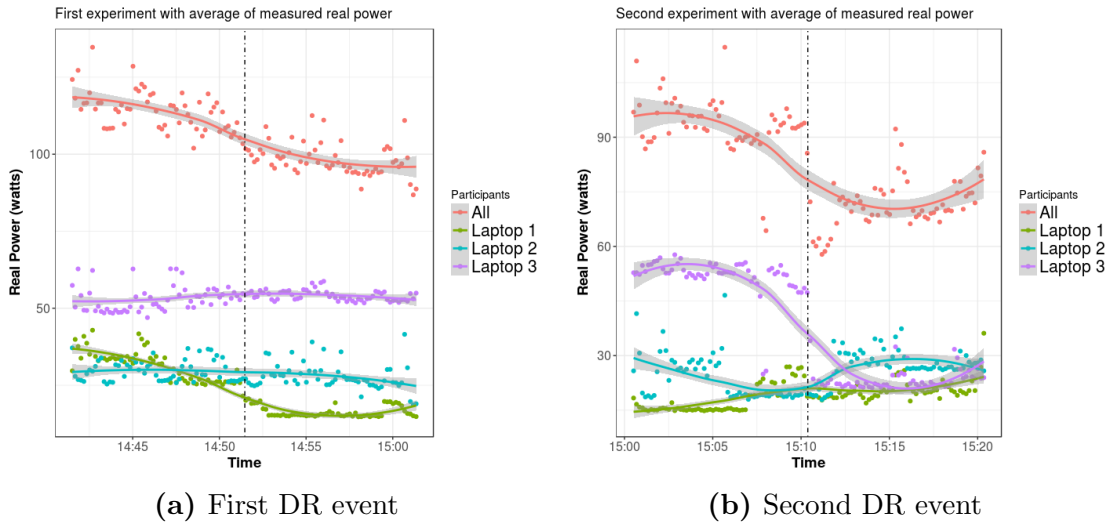 First experiment with average of measured real power
Real Power (watts)
100
50
14:45 14:50 14:55 15:00
Time
Participants
All
Laptop 1
Laptop 2
Laptop 3
(a) First DR event
Second experiment with average of measured real power
Real Power (watts)
90
60
30
15:00 15:05 15:10 15:15 15:20
Time
Participants
All
Laptop 1
Laptop 2
Laptop 3
(b) Second DR event